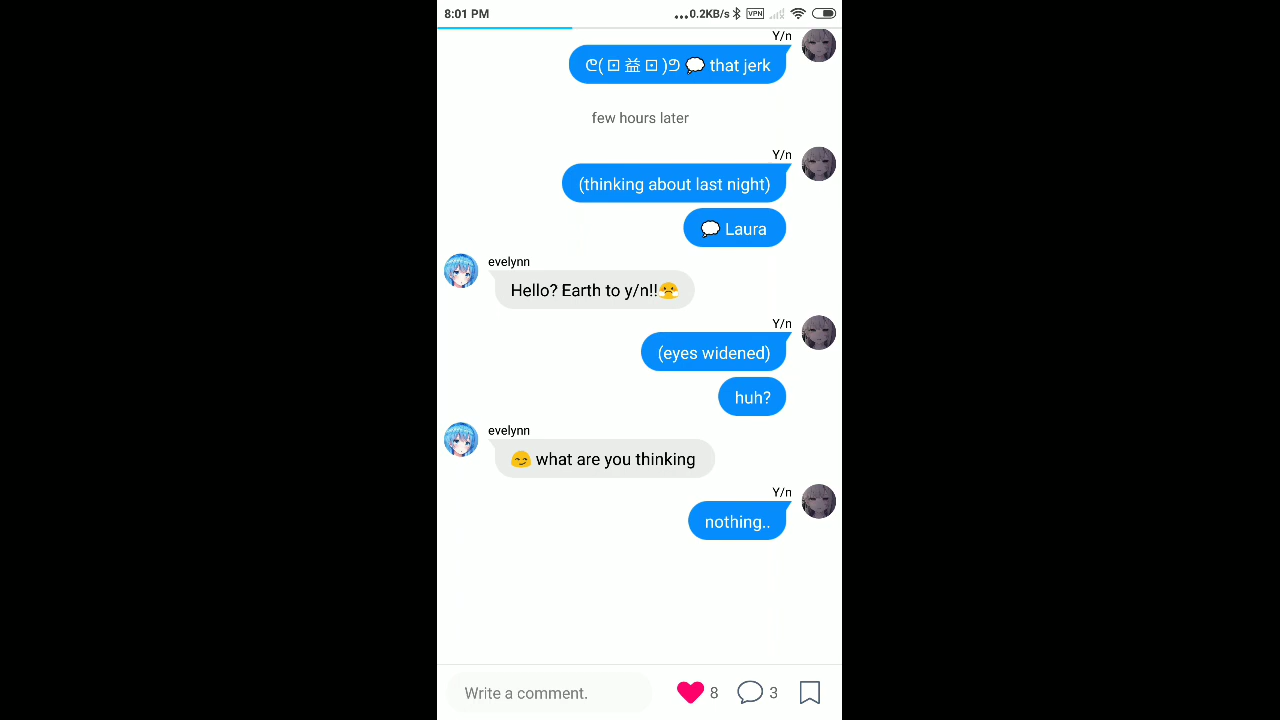 8:01 PM
...0.2KB/s VPN
Y/n
ᕦ( ⊡ 益 ⊡ )ᕤ 💭 that jerk
few hours later
Y/n
(thinking about last night)
💭 Laura
evelynn
Hello? Earth to y/n!!😤
Y/n
(eyes widened)
huh?
evelynn
😏 what are you thinking
Y/n
nothing..
Write a comment.
8
3